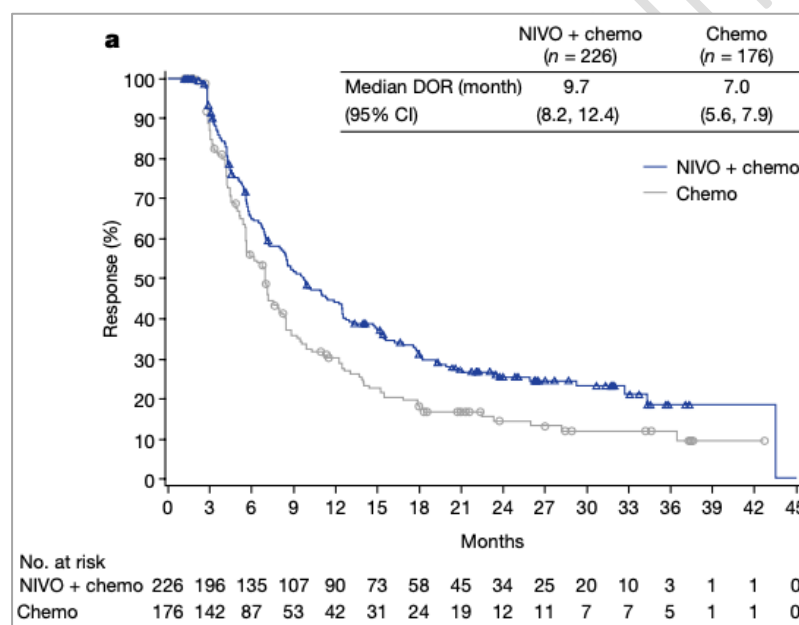 a
NIVO + chemo Chemo
(n = 226) (n = 176)
Median DOR (month) 9.7 7.0
(95% CI) (8.2, 12.4) (5.6, 7.9)
NIVO + chemo
Chemo
Response (%)
100
90
80
70
60
50
40
30
20
10
0
0 3 6 9 12 15 18 21 24 27 30 33 36 39 42 45
Months
No. at risk
NIVO + chemo 226 196 135 107 90 73 58 45 34 25 20 10 3 1 1 0
Chemo 176 142 87 53 42 31 24 19 12 11 7 7 5 1 1 0